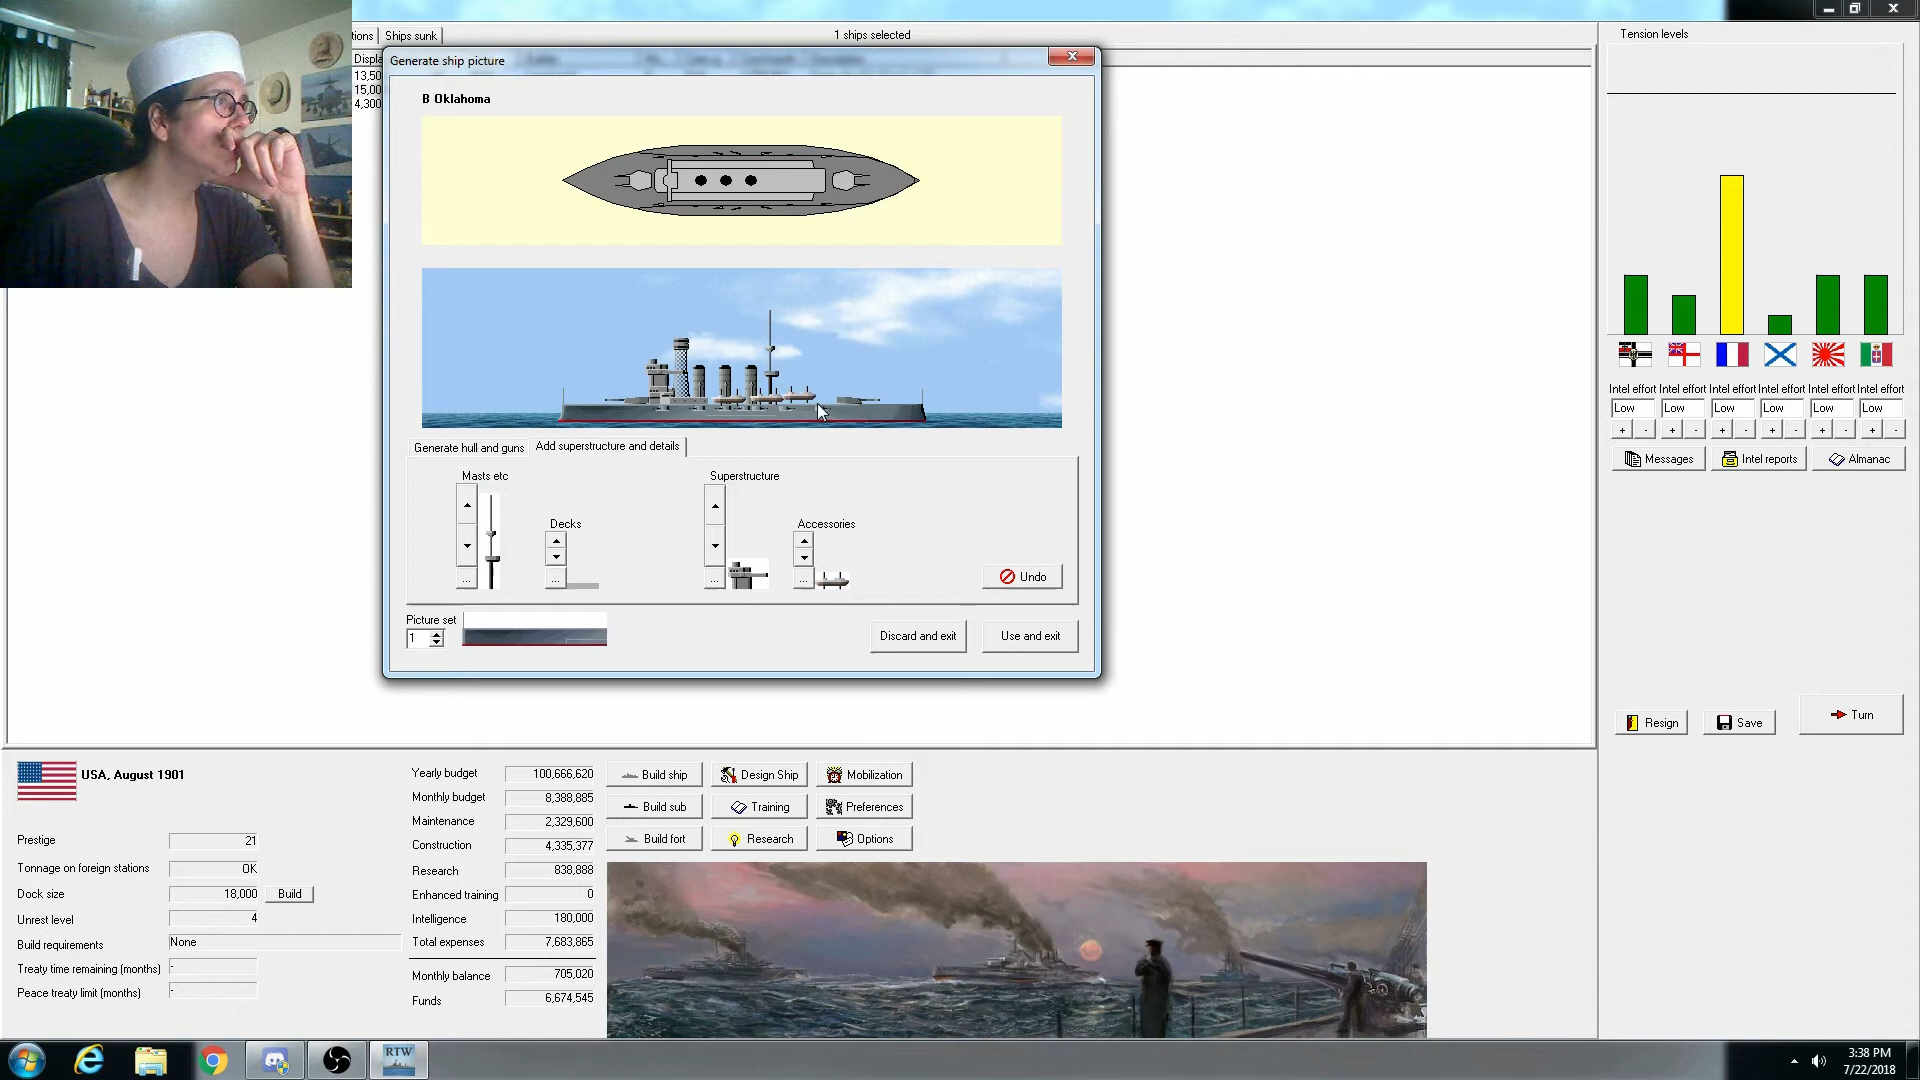 tions
Ships sunk
1 ships selected
Tension levels
Displa
13,50
15,00
4,300
Generate ship picture
B Oklahoma
Generate hull and guns
Add superstructure and details
Masts etc
Superstructure
Decks
Accessories
...
...
...
...
Undo
Picture set
1
Discard and exit
Use and exit
Intel effort Intel effort Intel effort Intel effort Intel effort Intel effort
Low Low Low Low Low Low
+ - + - + - + - + - + -
Messages
Intel reports
Almanac
Resign
Save
Turn
USA, August 1901
Prestige 21
Tonnage on foreign stations OK
Dock size 18,000 Build
Unrest level 4
Build requirements None
Treaty time remaining (months) -
Peace treaty limit (months) -
Yearly budget 100,666,620
Monthly budget 8,388,885
Maintenance 2,329,600
Construction 4,335,377
Research 838,888
Enhanced training 0
Intelligence 180,000
Total expenses 7,683,865
Monthly balance 705,020
Funds 6,674,545
Build ship
Design Ship
Mobilization
Build sub
Training
Preferences
Build fort
Research
Options
RTW
3:38 PM
7/22/2018